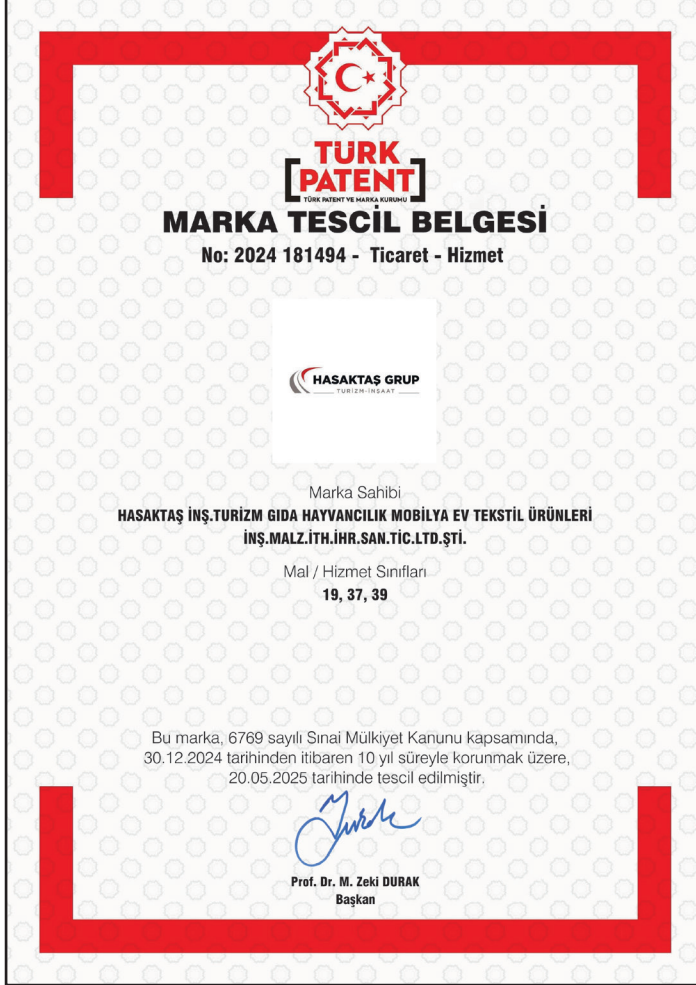 TÜRK
PATENT
TÜRK PATENT VE MARKA KURUMU
MARKA TESCİL BELGESİ
No: 2024 181494 - Ticaret - Hizmet
HASAKTAŞ GRUP
TURİZM-İNŞAAT
Marka Sahibi
HASAKTAŞ İNŞ.TURİZM GIDA HAYVANCILIK MOBİLYA EV TEKSTİL ÜRÜNLERİ
İNŞ.MALZ.İTH.İHR.SAN.TİC.LTD.ŞTİ.
Mal / Hizmet Sınıfları
19, 37, 39
Bu marka, 6769 sayılı Sınai Mülkiyet Kanunu kapsamında,
30.12.2024 tarihinden itibaren 10 yıl süreyle korunmak üzere,
20.05.2025 tarihinde tescil edilmiştir.
Prof. Dr. M. Zeki DURAK
Başkan